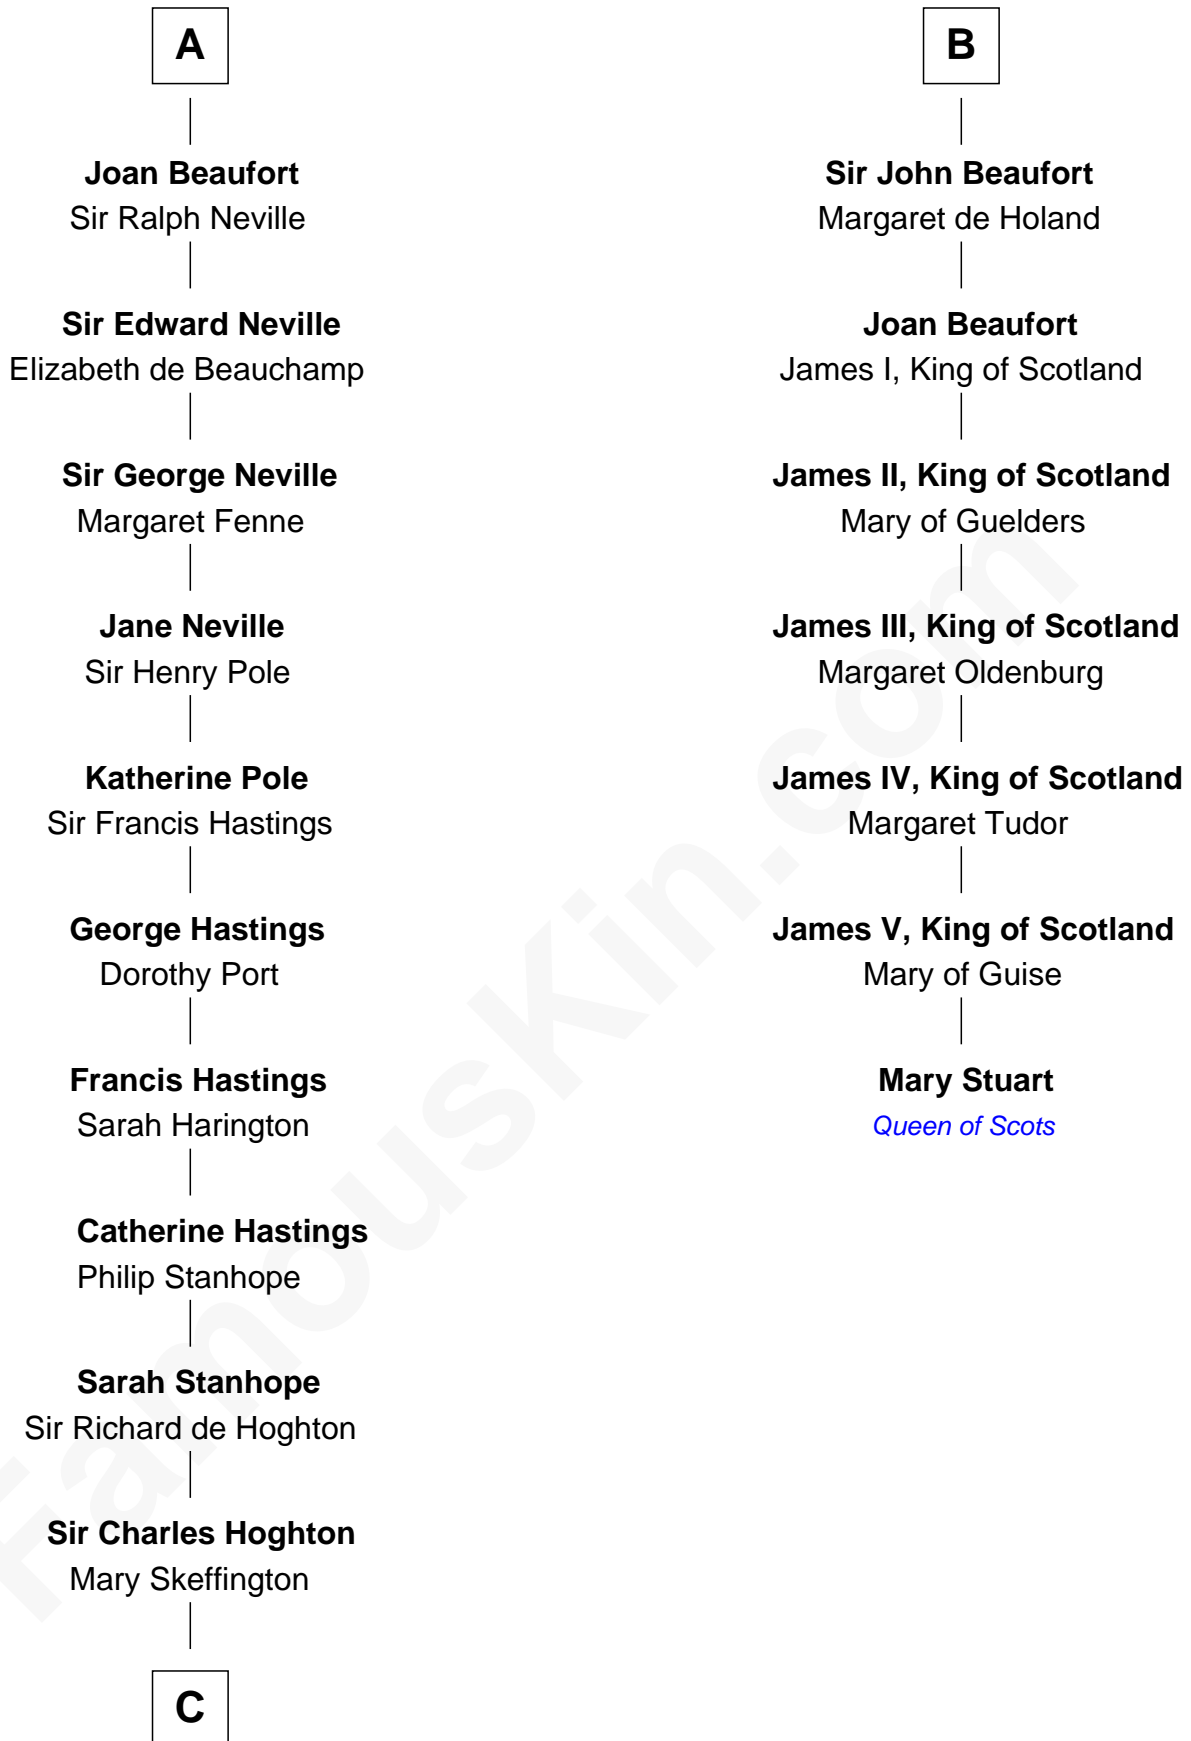 A
Joan Beaufort
Sir Ralph Neville
Sir Edward Neville
Elizabeth de Beauchamp
Sir George Neville
Margaret Fenne
Jane Neville
Sir Henry Pole
Katherine Pole
Sir Francis Hastings
George Hastings
Dorothy Port
Francis Hastings
Sarah Harington
Catherine Hastings
Philip Stanhope
Sarah Stanhope
Sir Richard de Hoghton
Sir Charles Hoghton
Mary Skeffington
C
B
Sir John Beaufort
Margaret de Holand
Joan Beaufort
James I, King of Scotland
James II, King of Scotland
Mary of Guelders
James III, King of Scotland
Margaret Oldenburg
James IV, King of Scotland
Margaret Tudor
James V, King of Scotland
Mary of Guise
Mary Stuart
Queen of Scots
FamousKin.com